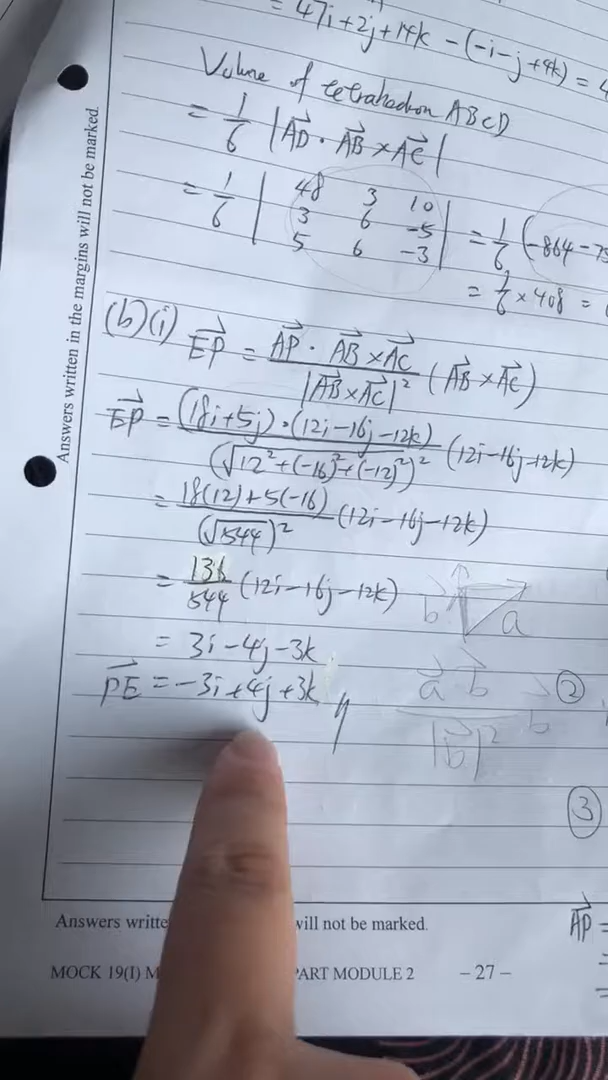 = 47i+2j+14k -(-i-j+4k) = 4
Volume of tetrahedron ABCD
= 1/6 |AD→ · AB→ × AC→|
= 1/6 | 48 3 10
3 6 -5
5 6 -3 | = 1/6 (-864-75
= 1/6 × 408 =
(b)(i) EP→ = (AP→ · AB→ × AC→)/|AB→ × AC→|² (AB→ × AC→)
EP→ = ((18i+5j)·(12i-16j-12k))/(√12²+(-16)²+(-12)²)² (12i-16j-12k)
= (18(12)+5(-16))/(√544)² (12i-16j-12k)
= 136/544 (12i-16j-12k)
= 3i-4j-3k
PE→ = -3i+4j+3k //
b a
a→ b→ / |b→|² b→
②
③
AP→ =
=
=
Answers written in the margins will not be marked.
Answers writte will not be marked.
MOCK 19(I) M ART MODULE 2 – 27 –